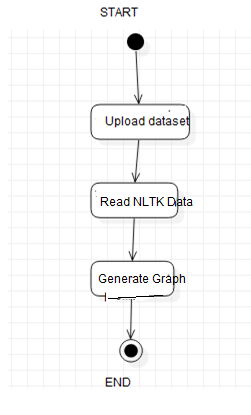 START
Upload dataset
Read NLTK Data
Generate Graph
END